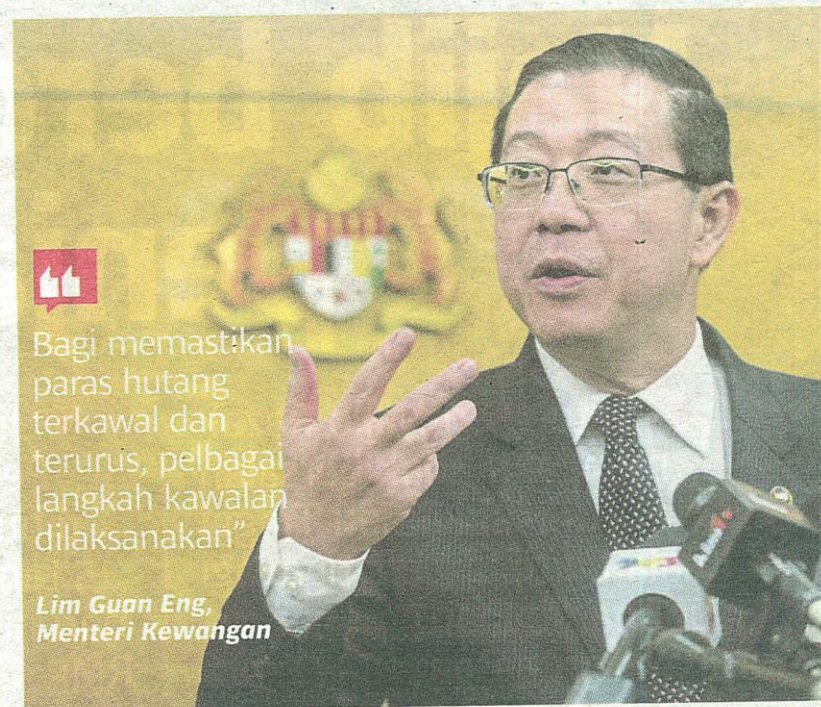 Bagi memastikan
paras hutang
terkawal dan
terurus, pelbagai
langkah kawalan
dilaksanakan”
Lim Guan Eng,
Menteri Kewangan